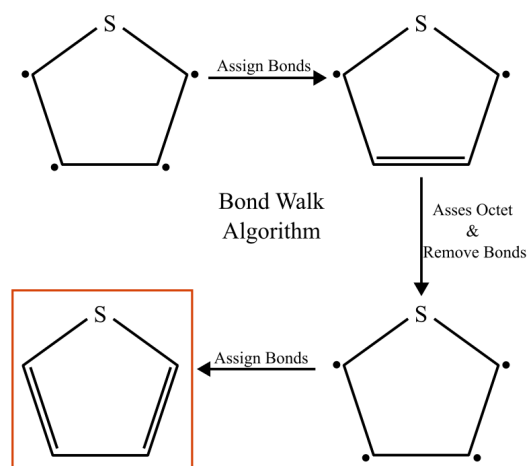 S
Assign Bonds
S
Bond Walk
Algorithm
Asses Octet
&
Remove Bonds
S
Assign Bonds
S